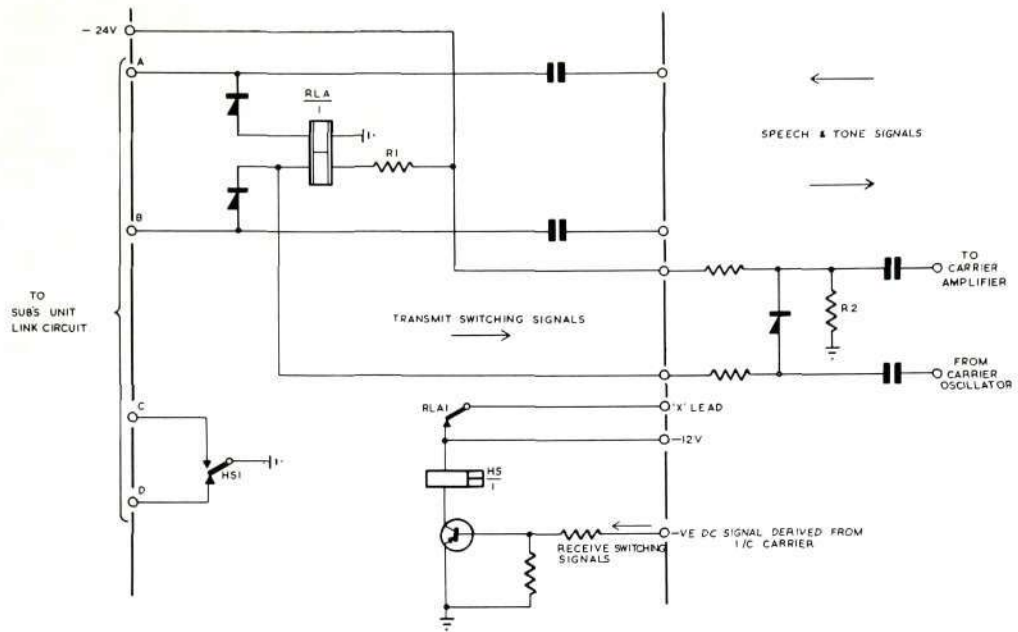 – 24V
A
RLA
1
R1
SPEECH & TONE SIGNALS
B
TO
SUB'S UNIT
LINK CIRCUIT
TRANSMIT SWITCHING SIGNALS
TO
CARRIER
AMPLIFIER
R2
FROM
CARRIER
OSCILLATOR
RLA1
'X' LEAD
–12V
C
HS1
D
HS
1
–VE DC SIGNAL DERIVED FROM
I/C CARRIER
RECEIVE SWITCHING
SIGNALS